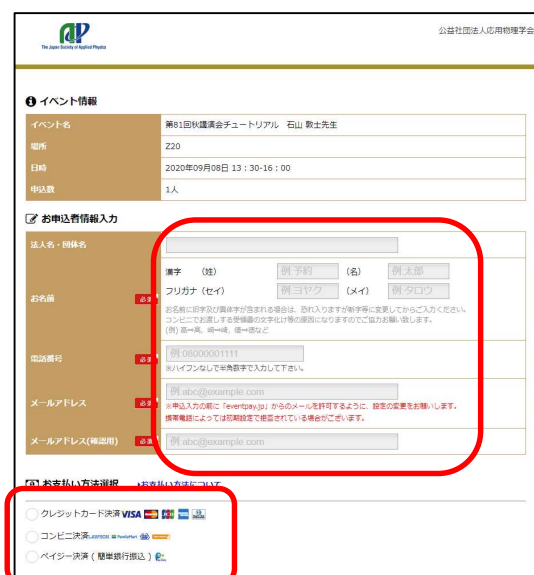 The Japan Society of Applied Physics
公益社団法人応用物理学会
イベント情報
イベント名 第81回秋講演会チュートリアル 石山 敦士先生
場所 Z20
日時 2020年09月08日 13:30-16:00
申込数 1人
お申込者情報入力
法人名・団体名
お名前 必須
漢字 (姓) 例:予約 (名) 例:太郎
フリガナ (セイ) 例:ヨヤク (メイ) 例:タロウ
お名前に旧字及び異体字が含まれる場合は、恐れ入りますが新字等に変更してからご入力ください。
コンビニでお渡しする受領書の文字化け等の原因になりますのでご協力お願い致します。
電話番号 必須 例:08000001111
※ハイフンなしで半角数字で入力して下さい。
メールアドレス 必須 例:abc@example.com
※申込入力の前に「eventpay.jp」からのメールを許可するように、設定の変更をお願いします。
携帯電話によっては初期設定で拒否されている場合がございます。
メールアドレス(確認用) 必須 例:abc@example.com
お支払い方法選択 お支払い方法について
クレジットカード決済 VISA
コンビニ決済 LAWSON FamilyMart
ペイジー決済 ( 簡単銀行振込 )